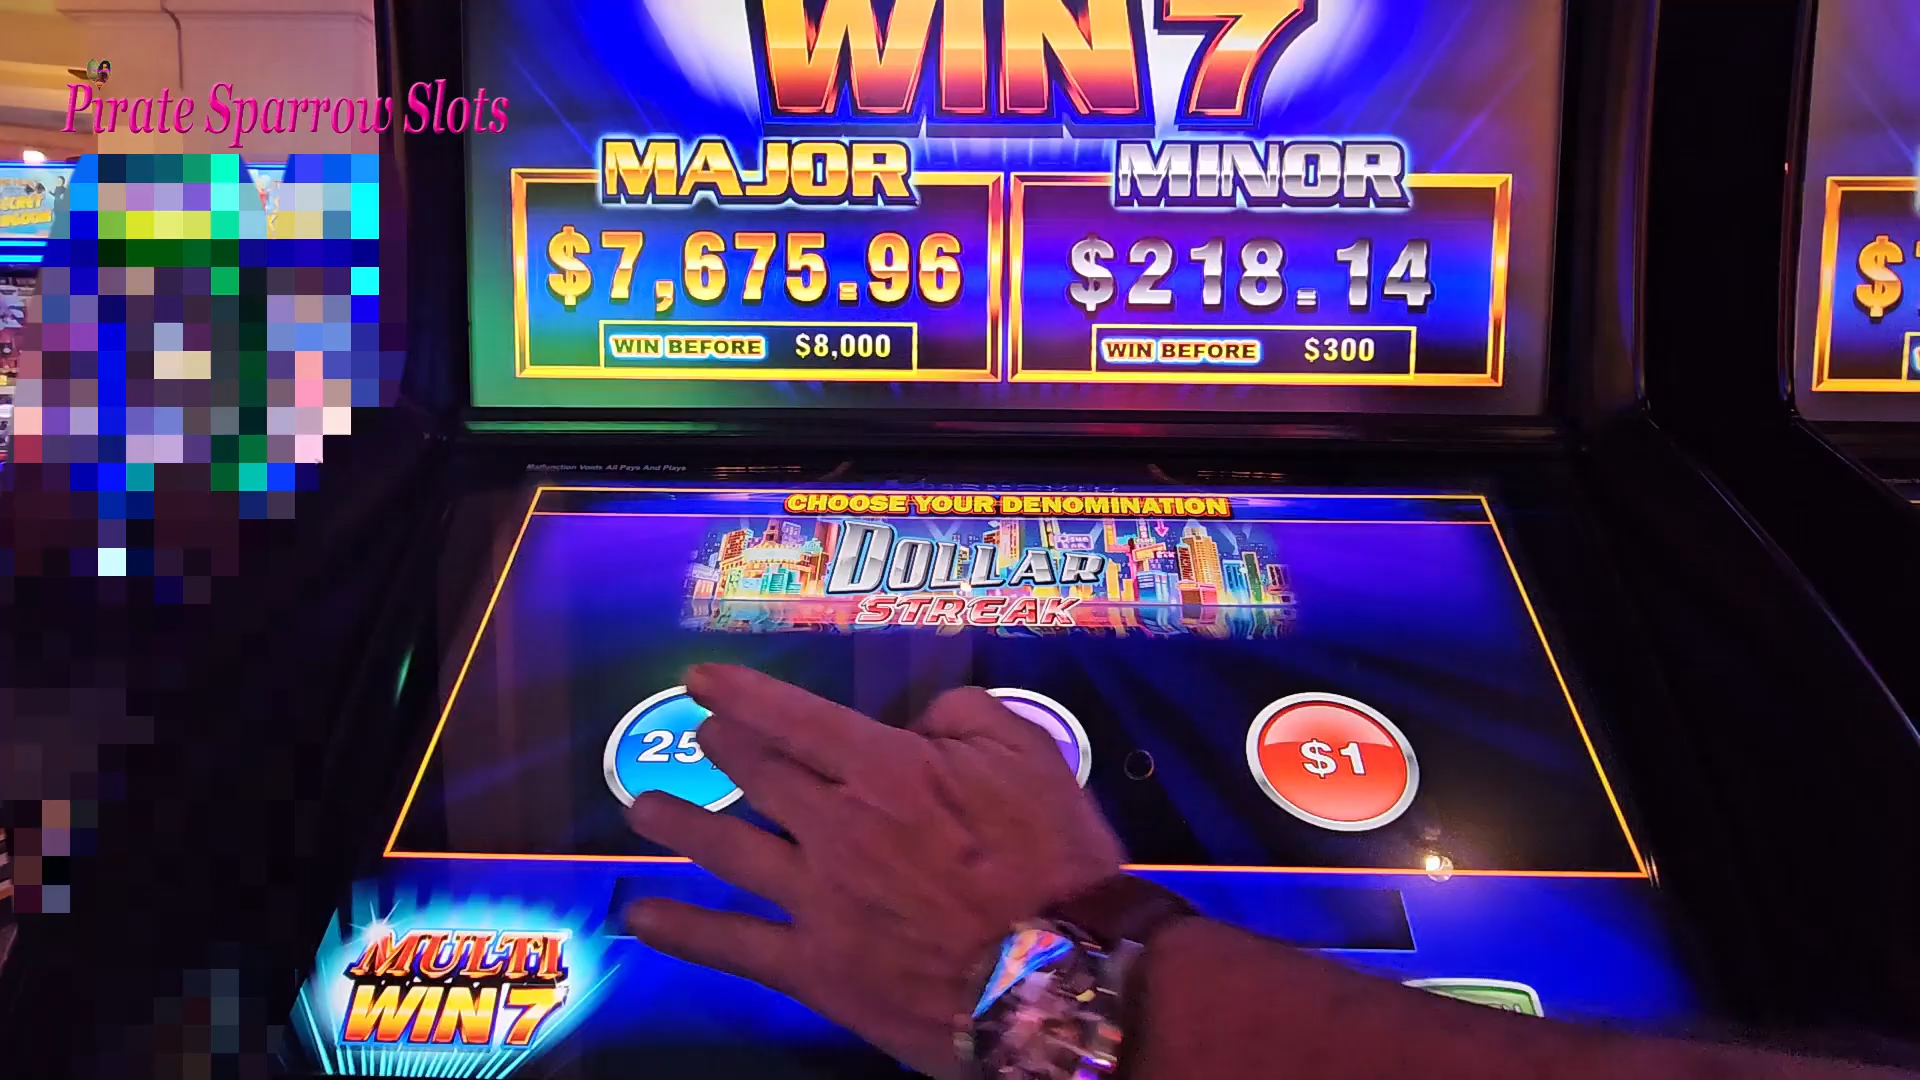 WIN 7
Pirate Sparrow Slots
MAJOR
MINOR
$7,675.96
$218.14
$
WIN BEFORE $8,000
WIN BEFORE $300
Malfunction Voids All Pays And Plays
CHOOSE YOUR DENOMINATION
DOLLAR
STREAK
25
$1
MULTI
WIN 7